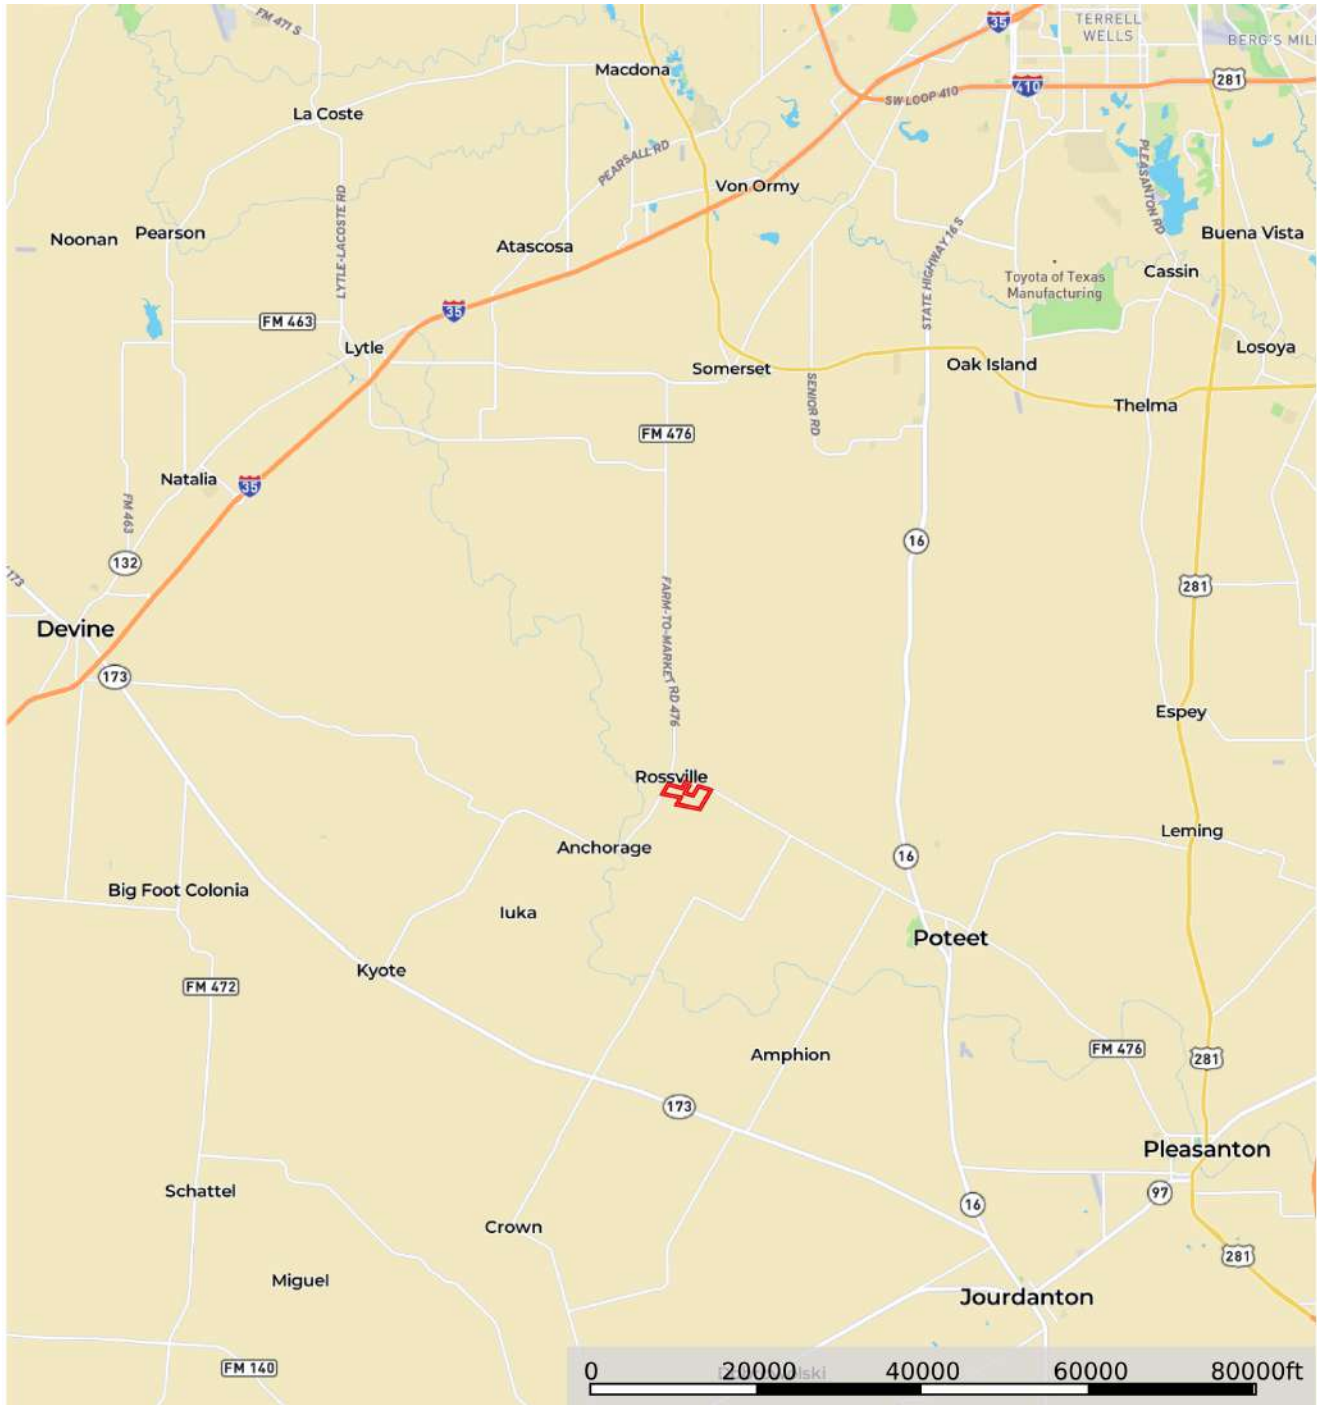 FM 471 S
35
TERRELL
WELLS
BERG'S MIL
Macdona
281
410
SW LOOP 410
La Coste
PEARSALL RD
PLEASANTON RD
Von Ormy
LYTLE-LACOSTE RD
Noonan
Pearson
Atascosa
STATE HIGHWAY 16 S
Buena Vista
Cassin
Toyota of Texas
Manufacturing
35
FM 463
Lytle
Losoya
Somerset
Oak Island
SENIOR RD
Thelma
FM 476
Natalia
35
FM 463
16
132
173
281
FARM-TO-MARKET RD 476
Devine
173
Espey
Rossville
Leming
Anchorage
16
Big Foot Colonia
Iuka
Poteet
Kyote
FM 472
Amphion
FM 476
281
173
Pleasanton
Schattel
97
16
Crown
281
Miguel
Jourdanton
FM 140
0 20000 40000 60000 80000ft